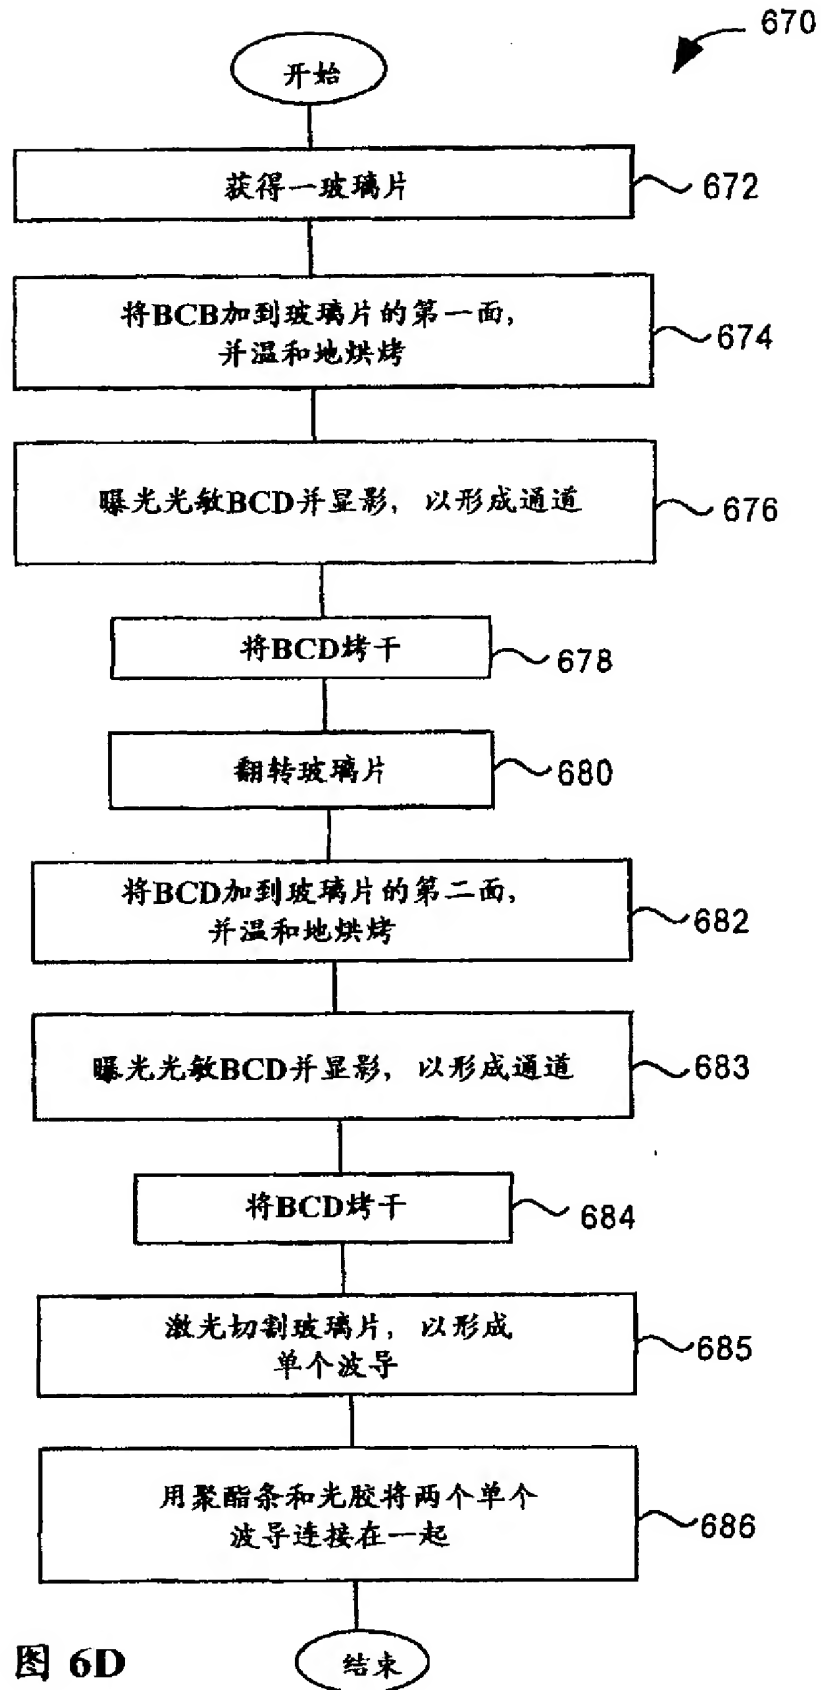 670
开始
获得一玻璃片
672
将BCB加到玻璃片的第一面，
并温和地烘烤
674
曝光光敏BCD并显影，以形成通道
676
将BCD烤干
678
翻转玻璃片
680
将BCD加到玻璃片的第二面，
并温和地烘烤
682
曝光光敏BCD并显影，以形成通道
683
将BCD烤干
684
激光切割玻璃片，以形成
单个波导
685
用聚酯条和光胶将两个单个
波导连接在一起
686
结束
图 6D